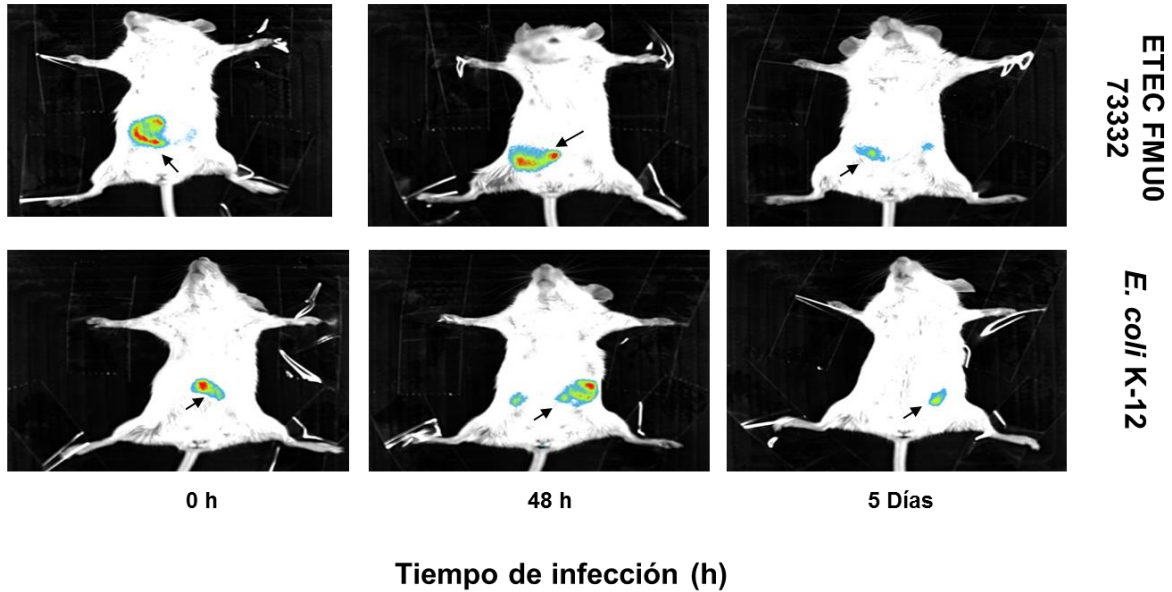 ETEC FMU0
73332
E. coli K-12
0 h
48 h
5 Días
Tiempo de infección (h)